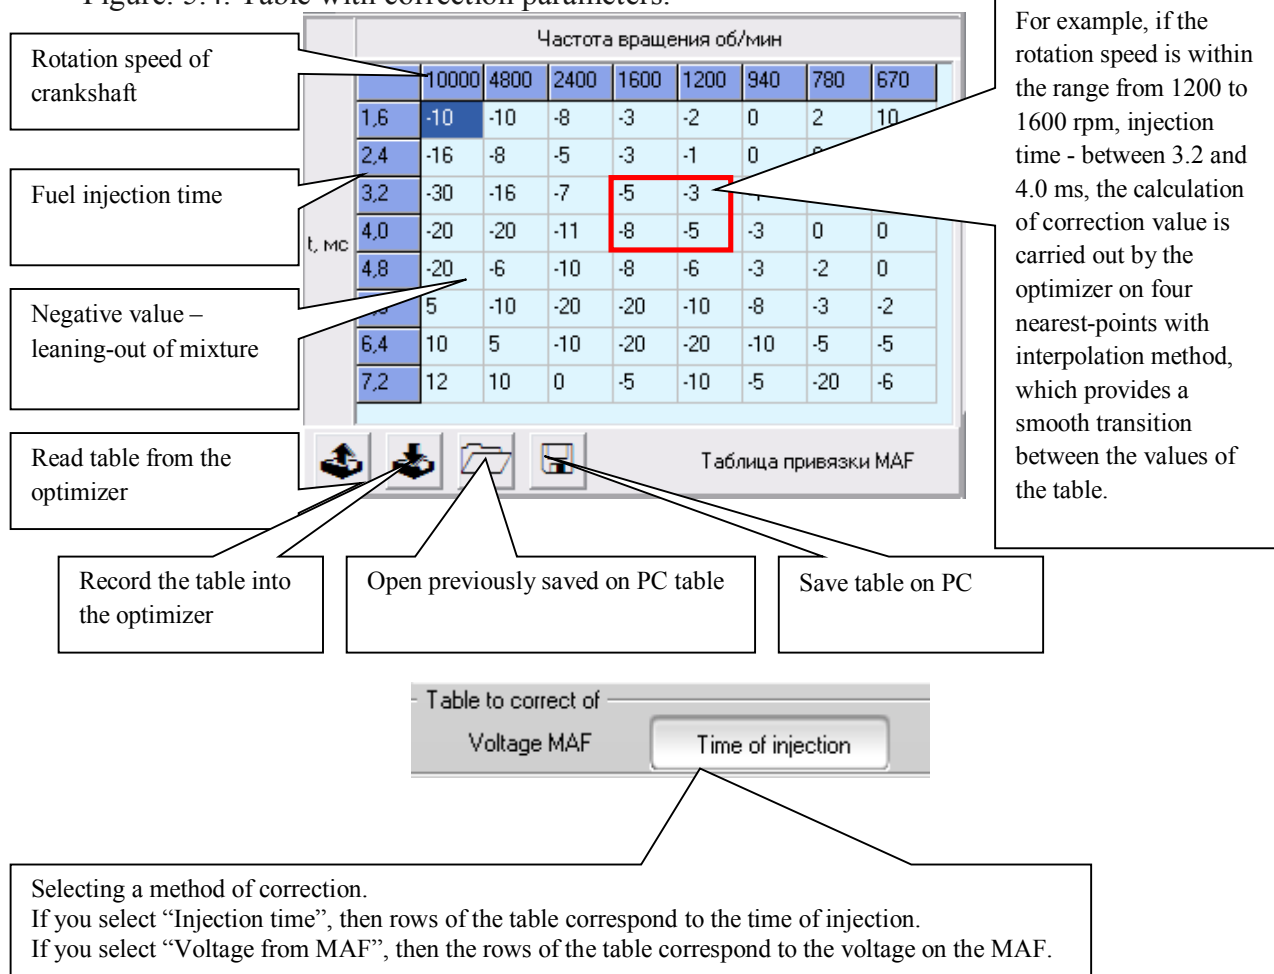 Figure. 5.4. Table with correction parameters.
Rotation speed of
crankshaft
Fuel injection time
Negative value –
leaning-out of mixture
Read table from the
optimizer
Частота вращения об/мин
10000 4800 2400 1600 1200 940 780 670
t, мс
1,6 -10 -10 -8 -3 -2 0 2 10
2,4 -16 -8 -5 -3 -1 0
3,2 -30 -16 -7 -5 -3
4,0 -20 -20 -11 -8 -5 -3 0 0
4,8 -20 -6 -10 -8 -6 -3 -2 0
5 -10 -20 -20 -10 -8 -3 -2
6,4 10 5 -10 -20 -20 -10 -5 -5
7,2 12 10 0 -5 -10 -5 -20 -6
Таблица привязки MAF
For example, if the
rotation speed is within
the range from 1200 to
1600 rpm, injection
time - between 3.2 and
4.0 ms, the calculation
of correction value is
carried out by the
optimizer on four
nearest-points with
interpolation method,
which provides a
smooth transition
between the values of
the table.
Record the table into
the optimizer
Open previously saved on PC table
Save table on PC
Table to correct of
Voltage MAF
Time of injection
Selecting a method of correction.
If you select “Injection time”, then rows of the table correspond to the time of injection.
If you select “Voltage from MAF”, then the rows of the table correspond to the voltage on the MAF.